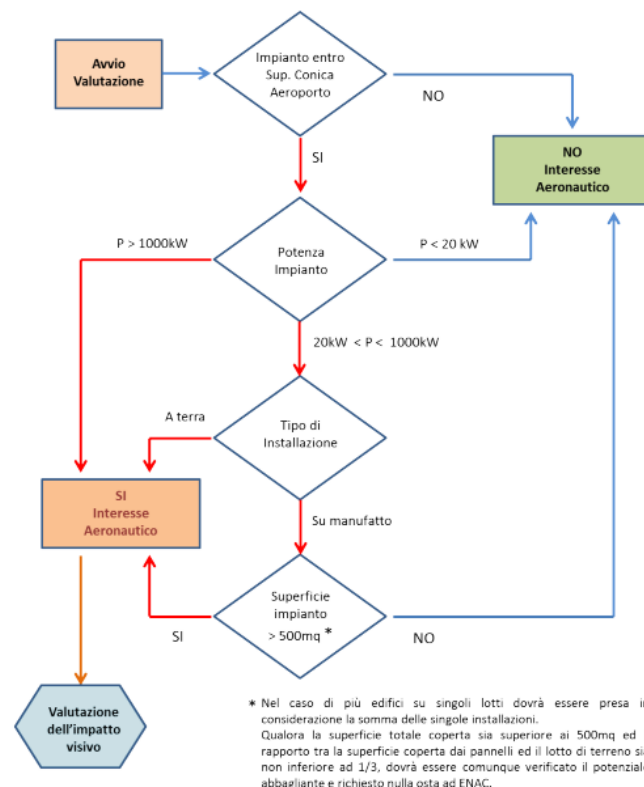 Avvio
Valutazione
Impianto entro
Sup. Conica
Aeroporto
NO
SI
NO
Interesse
Aeronautico
P > 1000kW
Potenza
Impianto
P < 20 kW
20kW < P < 1000kW
A terra
Tipo di
Installazione
SI
Interesse
Aeronautico
Su manufatto
Superficie
impianto
> 500mq *
SI
NO
Valutazione
dell'impatto
visivo
* Nel caso di più edifici su singoli lotti dovrà essere presa in
considerazione la somma delle singole installazioni.
Qualora la superficie totale coperta sia superiore ai 500mq ed
rapporto tra la superficie coperta dai pannelli ed il lotto di terreno sia
non inferiore ad 1/3, dovrà essere comunque verificato il potenziale
abbagliante e richiesto nulla osta ad ENAC.